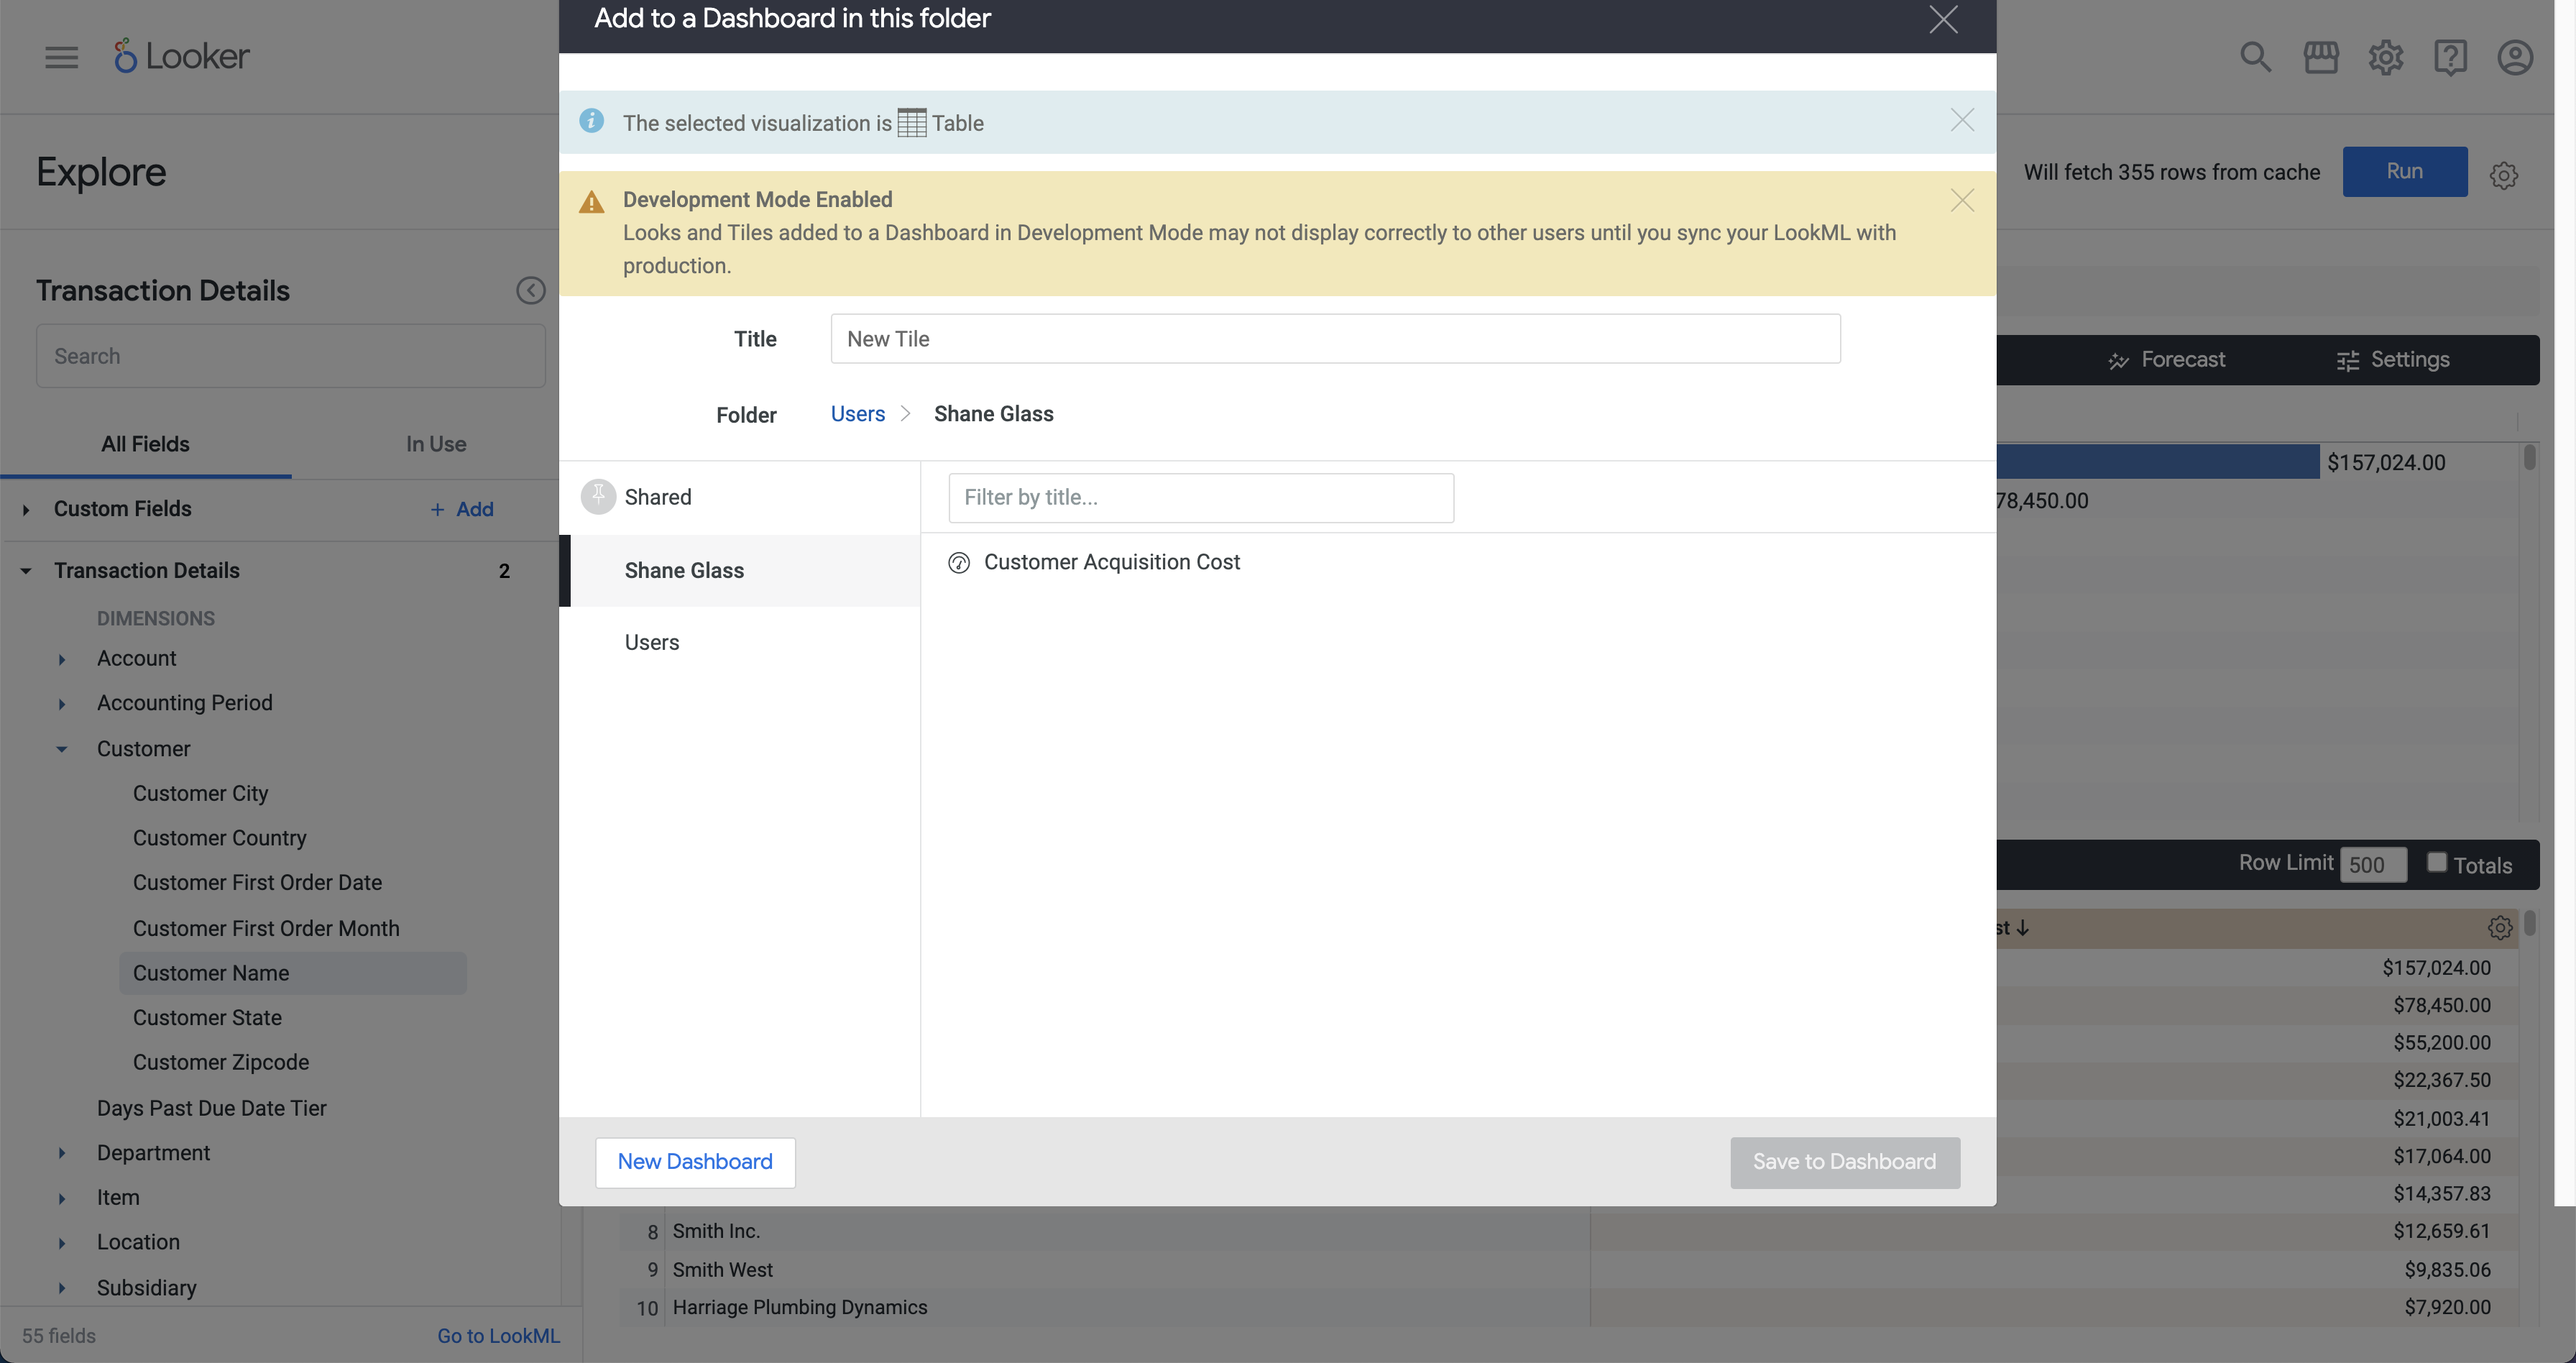 Looker
Explore
Transaction Details
Search
All Fields
In Use
Custom Fields
+ Add
Transaction Details
2
DIMENSIONS
Account
Accounting Period
Customer
Customer City
Customer Country
Customer First Order Date
Customer First Order Month
Customer Name
Customer State
Customer Zipcode
Days Past Due Date Tier
Department
Item
Location
Subsidiary
55 fields
Go to LookML
Add to a Dashboard in this folder
The selected visualization is Table
Development Mode Enabled
Looks and Tiles added to a Dashboard in Development Mode may not display correctly to other users until you sync your LookML with
production.
Title
New Tile
Folder
Users
Shane Glass
Shared
Shane Glass
Users
Filter by title...
Customer Acquisition Cost
New Dashboard
Save to Dashboard
Will fetch 355 rows from cache
Run
Forecast
Settings
$157,024.00
78,450.00
Row Limit
500
Totals
st
$157,024.00
$78,450.00
$55,200.00
$22,367.50
$21,003.41
$17,064.00
$14,357.83
8 Smith Inc. $12,659.61
9 Smith West $9,835.06
10 Harriage Plumbing Dynamics $7,920.00